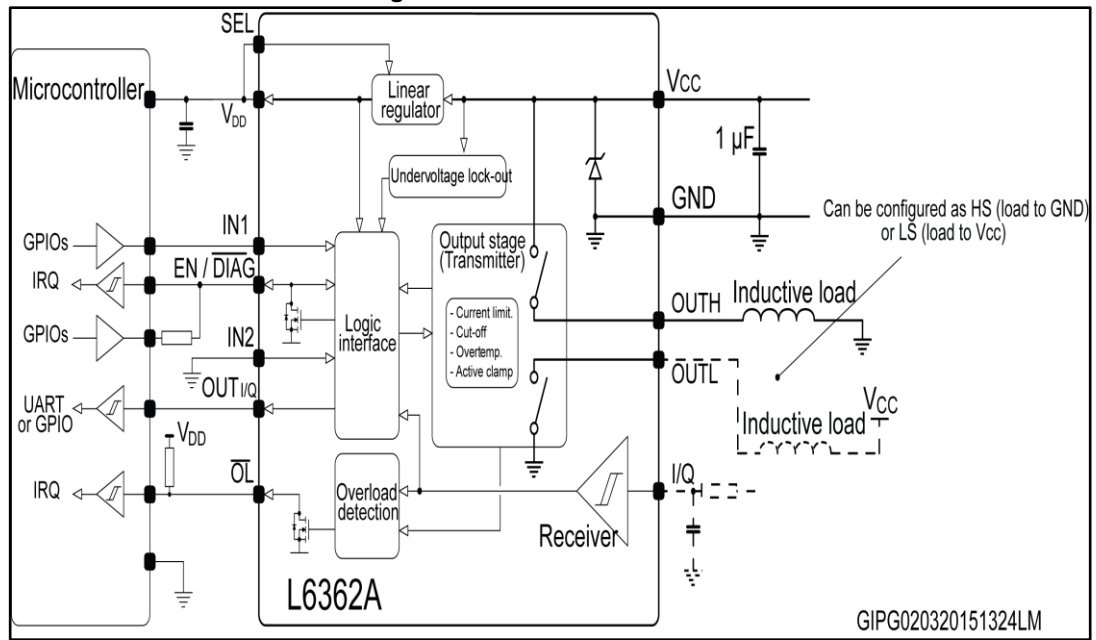 SEL
Microcontroller
Linear
regulator
VCC
VDD
1 µF
Undervoltage lock-out
GND
Can be configured as HS (load to GND)
or LS (load to Vcc)
GPIOs
IN1
Output stage
(Transmitter)
IRQ
EN / DIAG
OUTH
Inductive load
- Current limit.
- Cut-off
- Overtemp.
- Active clamp
Logic
interface
GPIOs
IN2
OUTL
OUT I/Q
VCC
UART
or GPIO
Inductive load
VDD
OL
I/Q
IRQ
Overload
detection
Receiver
L6362A
GIPG020320151324LM